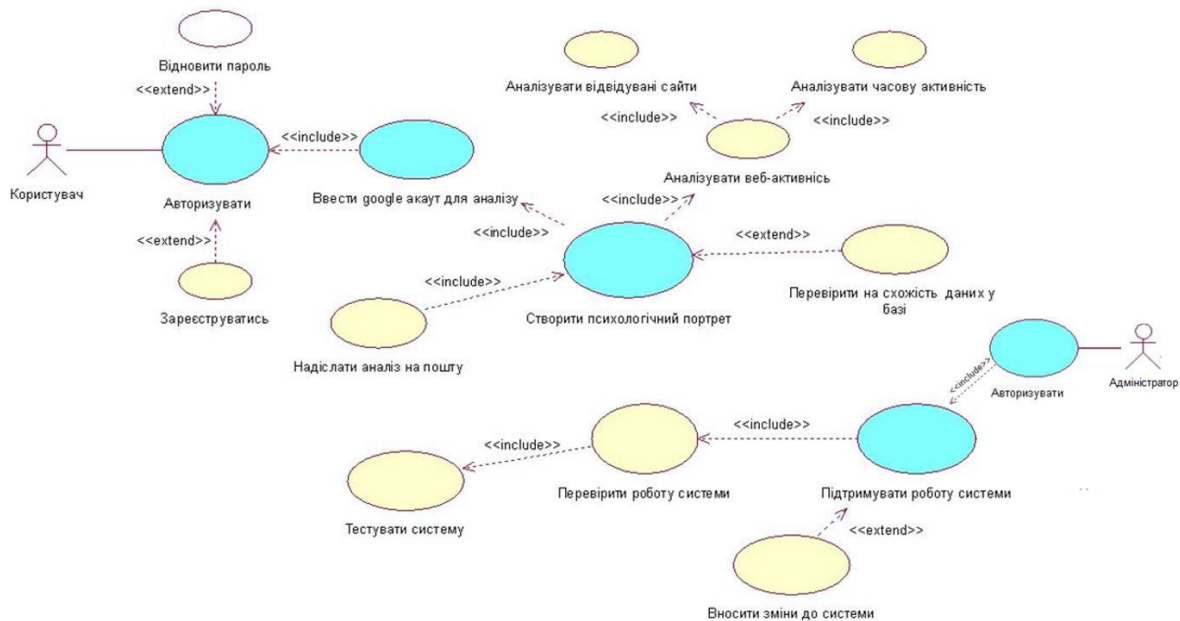 Відновити пароль
<<extend>>
Аналізувати відвідувані сайти
Аналізувати часову активність
<<include>>
<<include>>
<<include>>
Користувач
Авторизувати
Ввести google акаут для аналізу
Аналізувати веб-активнісь
<<include>>
<<include>>
<<extend>>
<<extend>>
<<include>>
Зареєструватись
Створити психологічний портрет
Перевірити на схожість даних у
базі
Надіслати аналіз на пошту
<<include>>
Авторизувати
Адміністратор
<<include>>
<<include>>
Тестувати систему
Перевірити роботу системи
Підтримувати роботу системи
<<extend>>
Вносити зміни до системи